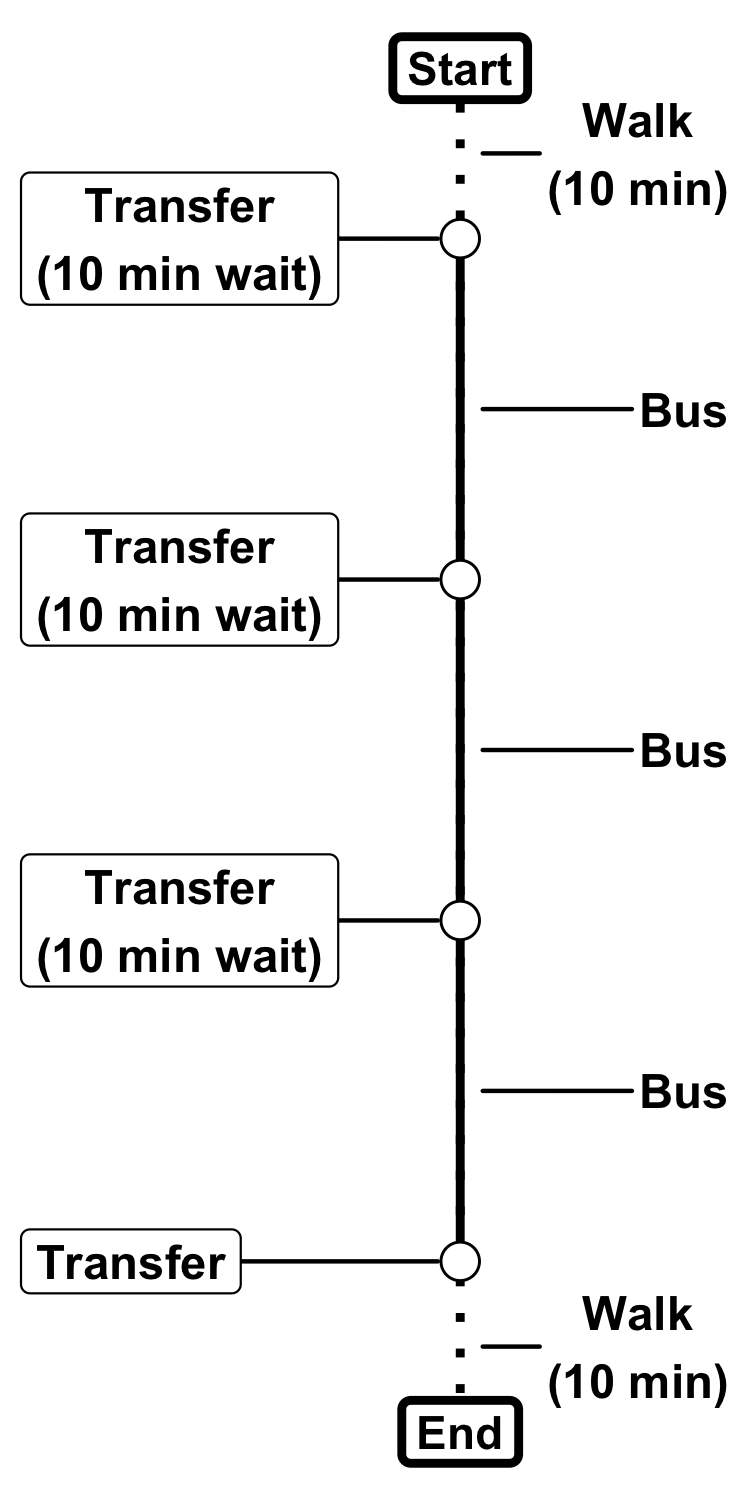 Start
Walk
(10 min)
Transfer
(10 min wait)
Bus
Transfer
(10 min wait)
Bus
Transfer
(10 min wait)
Bus
Transfer
Walk
(10 min)
End